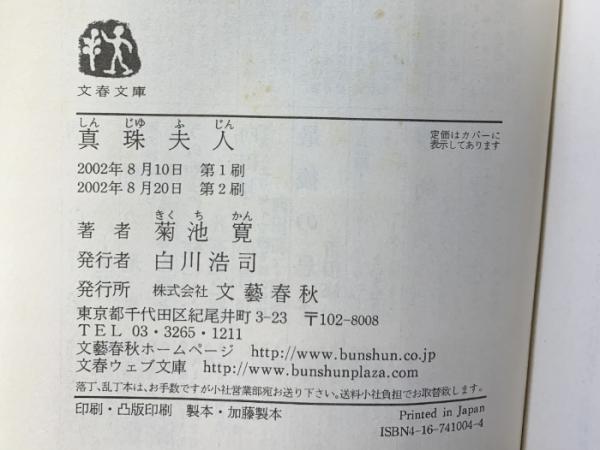 文春文庫
しん じゆ ふ じん
真珠夫人
定価はカバーに
表示してあります
2002年8月10日 第1刷
2002年8月20日 第2刷
きく ち かん
著者 菊池 寛
発行者 白川浩司
発行所 株式会社 文藝春秋
東京都千代田区紀尾井町3-23 〒102-8008
TEL 03・3265・1211
文藝春秋ホームページ http://www.bunshun.co.jp
文春ウェブ文庫 http://www.bunshunplaza.com
落丁、乱丁本は、お手数ですが小社営業部宛お送り下さい。送料小社負担でお取替致します。
印刷・凸版印刷 製本・加藤製本
Printed in Japan
ISBN4-16-741004-4